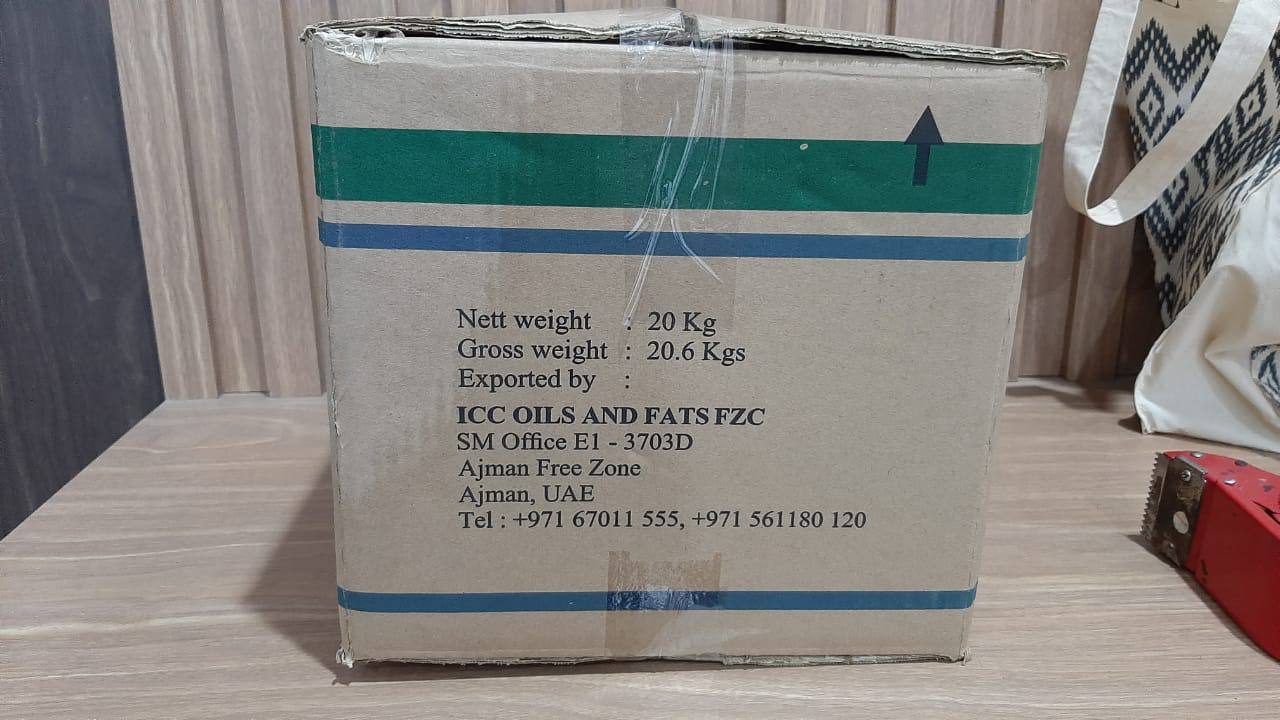 Nett weight : 20 Kg
Gross weight : 20.6 Kgs
Exported by :
ICC OILS AND FATS FZC
SM Office E1 - 3703D
Ajman Free Zone
Ajman, UAE
Tel : +971 67011 555, +971 561180 120